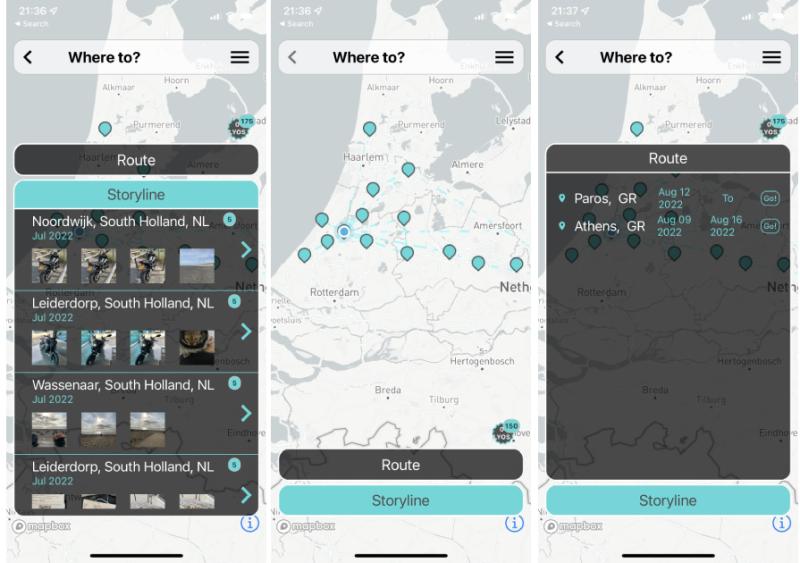 21:36
Search
Where to?
Alkmaar
Hoorn
Purmerend
175
YOS
Haarlem
Almere
Route
Storyline
Noordwijk, South Holland, NL
5
Jul 2022
Rotterdam
Leiderdorp, South Holland, NL
5
Jul 2022
Hertogenbosch
Wassenaar, South Holland, NL
5
Jul 2022
Eindhove
Leiderdorp, South Holland, NL
5
Jul 2022
mapbox
i
21:36
Search
Where to?
Alkmaar
Hoorn
Purmerend
Lelystad
Haarlem
Almere
Amersfoort
Rotterdam
Neth
Hertogenbosch
Breda
Tilburg
150
YOS
Route
Storyline
mapbox
i
21:37
Search
Where to?
Alkmaar
Hoorn
Purmerend
175
YOS
Route
Paros, GR
Aug 12
2022
To
Go!
Athens, GR
Aug 09
2022
Aug 16
2022
Go!
Rotterdam
Hertogenbosch
Breda
Tilburg
Storyline
mapbox
i